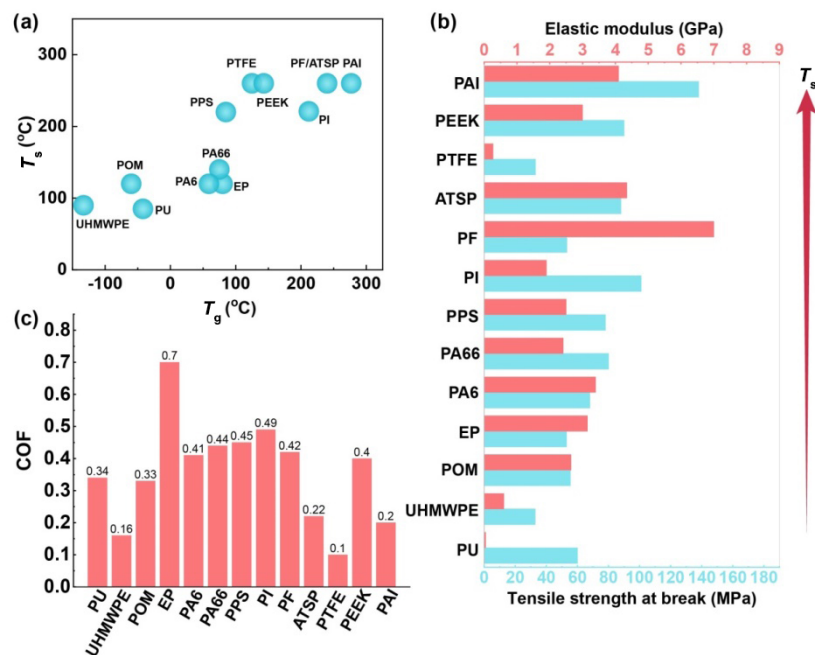 (a)
300
200
100
0
Ts (°C)
PTFE
PF/ATSP PAI
PPS
PEEK
PI
PA66
POM
PA6
EP
UHMWPE
PU
-100 0 100 200 300
Tg (°C)
(b)
Elastic modulus (GPa)
0 1 2 3 4 5 6 7 8 9
Ts
PAI
PEEK
PTFE
ATSP
PF
PI
PPS
PA66
PA6
EP
POM
UHMWPE
PU
0 20 40 60 80 100 120 140 160 180
Tensile strength at break (MPa)
(c)
COF
0.8
0.7
0.6
0.5
0.4
0.3
0.2
0.1
0.0
0.34
0.16
0.33
0.7
0.41
0.44
0.45
0.49
0.42
0.22
0.1
0.4
0.2
PU
UHMWPE
POM
EP
PA6
PA66
PPS
PI
PF
ATSP
PTFE
PEEK
PAI